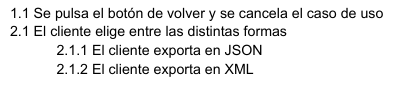 1.1 Se pulsa el botón de volver y se cancela el caso de uso
2.1 El cliente elige entre las distintas formas
2.1.1 El cliente exporta en JSON
2.1.2 El cliente exporta en XML